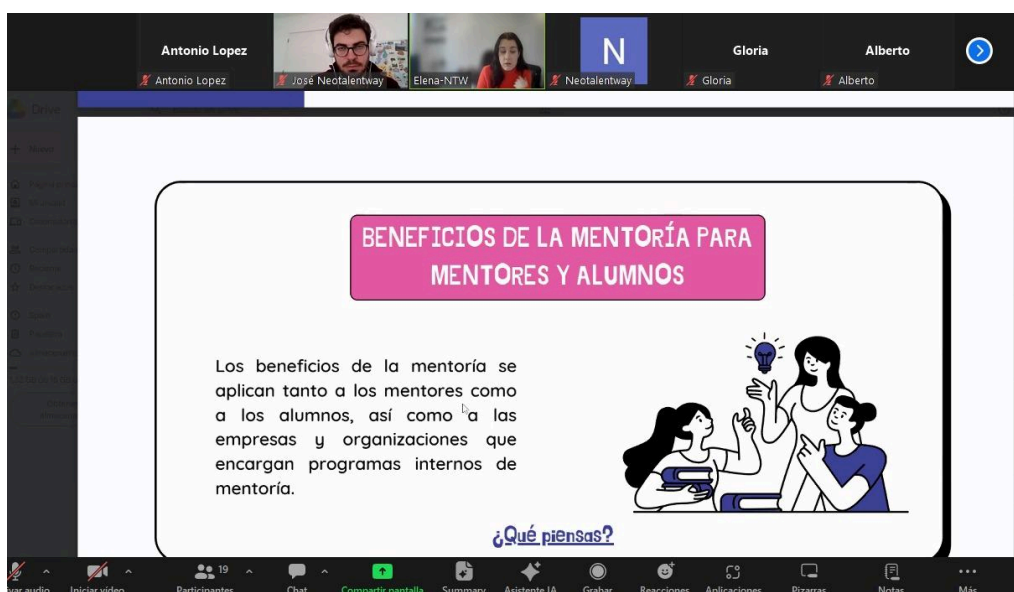 Antonio Lopez
Gloria
Alberto
N
Antonio Lopez
José Neotalentway
Elena-NTW
Neotalentway
Gloria
Alberto
Drive
BENEFICIOS DE LA MENTORÍA PARA
MENTORES Y ALUMNOS
Los beneficios de la mentoría se
aplican tanto a los mentores como
a los alumnos, así como a las
empresas y organizaciones que
encargan programas internos de
mentoría.
¿Qué piensas?
19
var audio
Iniciar video
Participantes
Chat
Compartir pantalla
Summary
Asistente IA
Grabar
Reacciones
Aplicaciones
Pizarras
Notas
Más